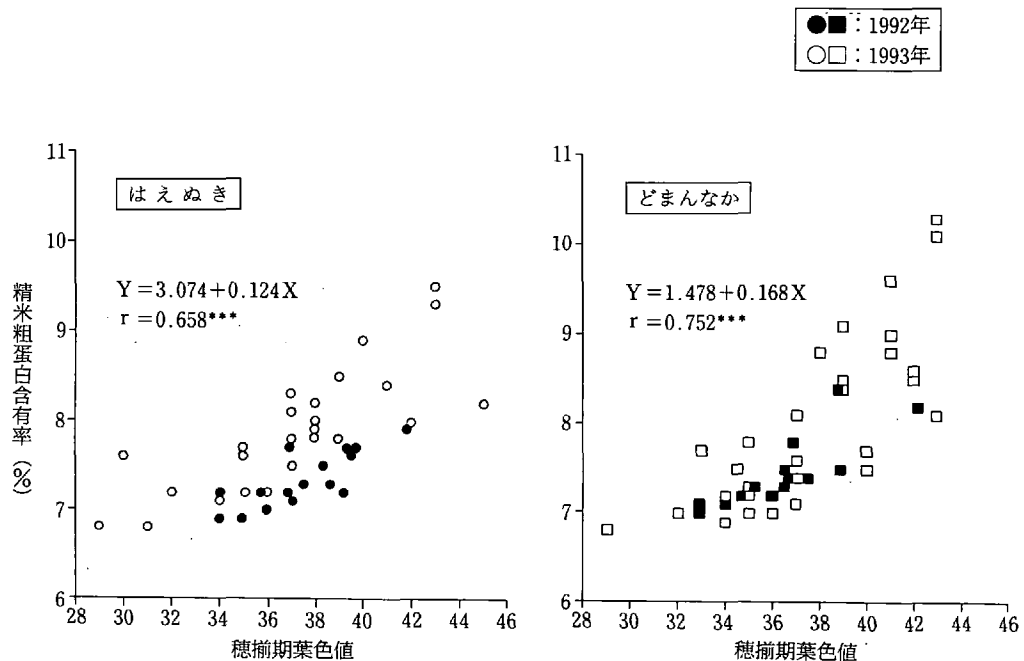 ●■：1992年
○□：1993年
はえぬき
Y=3.074+0.124X
r=0.658***
精米粗蛋白含有率（%）
11
10
9
8
7
6
28 30 32 34 36 38 40 42 44 46
穂揃期葉色値
どまんなか
Y=1.478+0.168X
r=0.752***
11
10
9
8
7
6
28 30 32 34 36 38 40 42 44 46
穂揃期葉色値